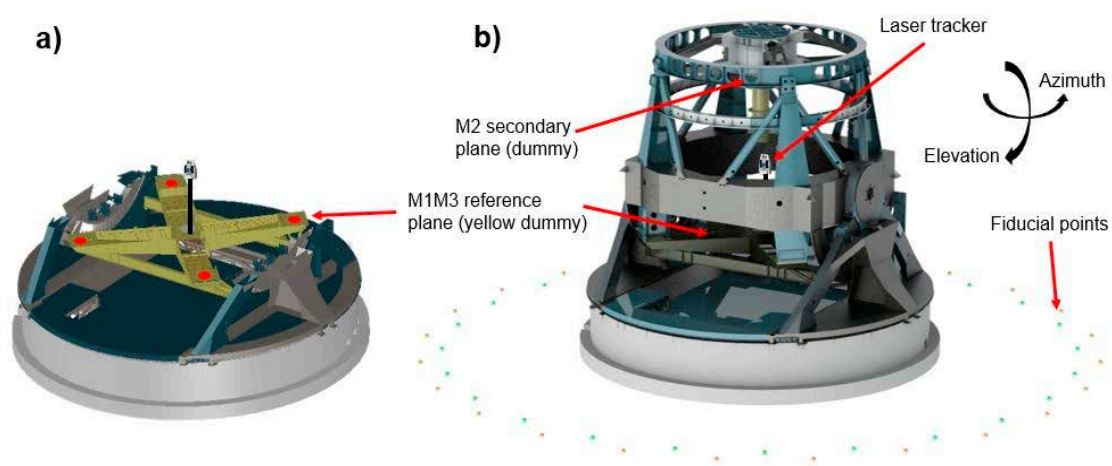 a)
b)
Laser tracker
Azimuth
M2 secondary
plane (dummy)
Elevation
M1M3 reference
plane (yellow dummy)
Fiducial points